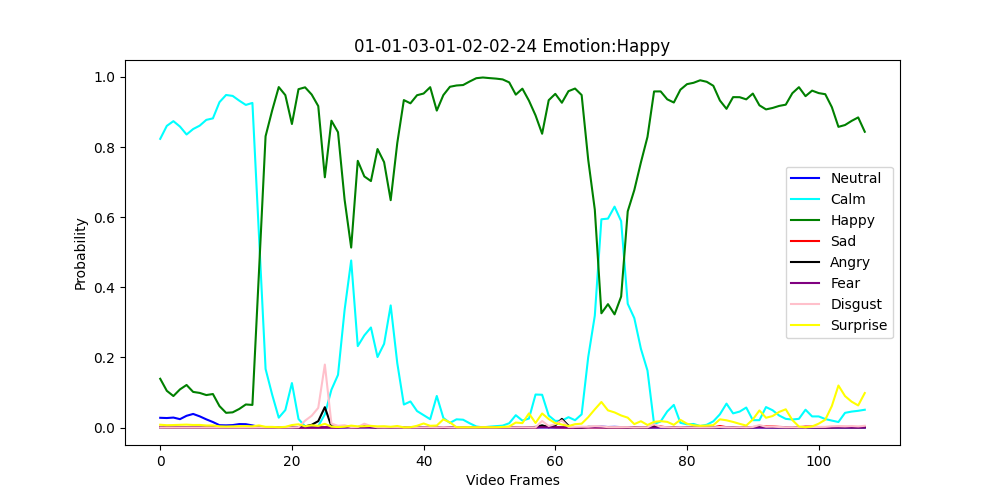 01-01-03-01-02-02-24 Emotion:Happy
Probability
1.0
0.8
0.6
0.4
0.2
0.0
0 20 40 60 80 100
Video Frames
Neutral
Calm
Happy
Sad
Angry
Fear
Disgust
Surprise